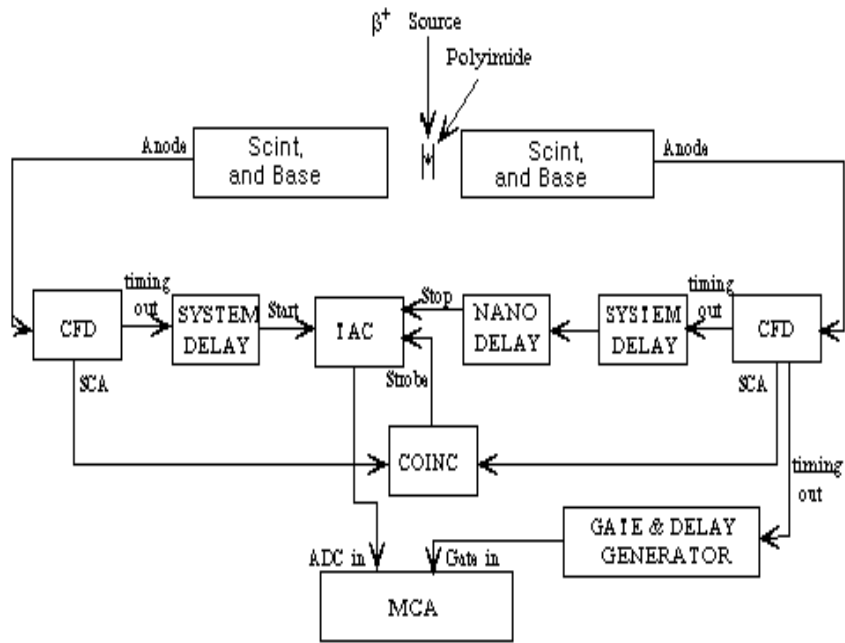 β⁺ Source
Polyimide
Anode
Scint,
and Base
Scint,
and Base
Anode
timing
out
Start
Stop
timing
out
CFD
SYSTEM
DELAY
TAC
NANO
DELAY
SYSTEM
DELAY
CFD
SCA
Strobe
SCA
COINC
timing
out
GATE & DELAY
GENERATOR
ADC in
Gate in
MCA